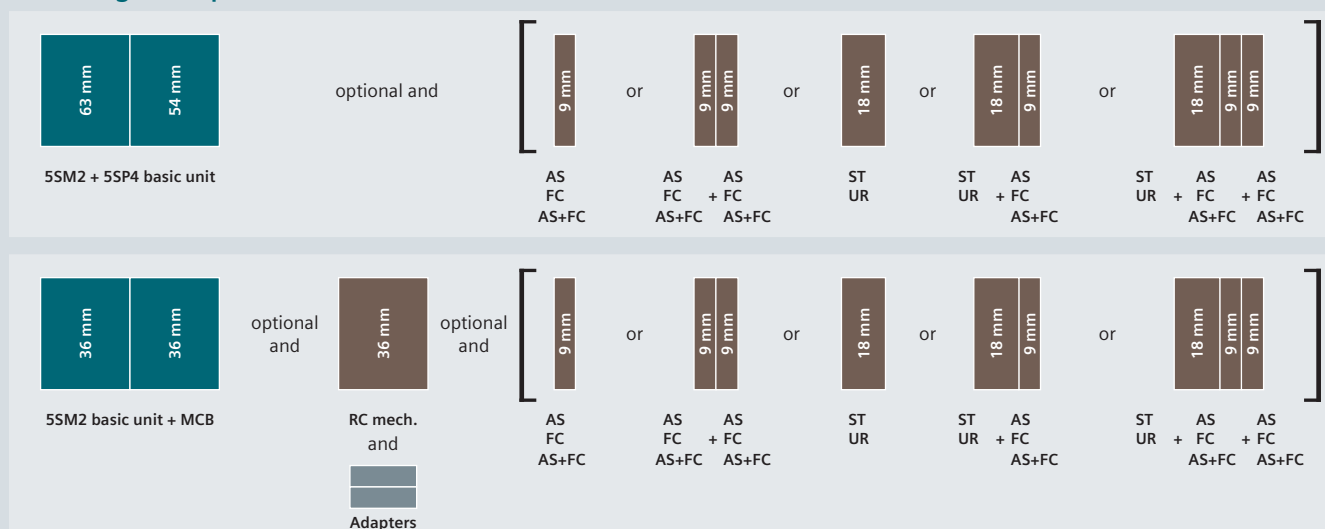 63 mm
54 mm
optional and
9 mm
or
9 mm
9 mm
or
18 mm
or
18 mm
9 mm
or
18 mm
9 mm
9 mm
5SM2 + 5SP4 basic unit
AS
FC
AS+FC
AS AS
FC + FC
AS+FC AS+FC
ST
UR
ST AS
UR + FC
AS+FC
ST AS AS
UR + FC + FC
AS+FC AS+FC
36 mm
36 mm
optional
and
36 mm
optional
and
9 mm
or
9 mm
9 mm
or
18 mm
or
18 mm
9 mm
or
18 mm
9 mm
9 mm
5SM2 basic unit + MCB
RC mech.
and
Adapters
AS
FC
AS+FC
AS AS
FC + FC
AS+FC AS+FC
ST
UR
ST AS
UR + FC
AS+FC
ST AS AS
UR + FC + FC
AS+FC AS+FC